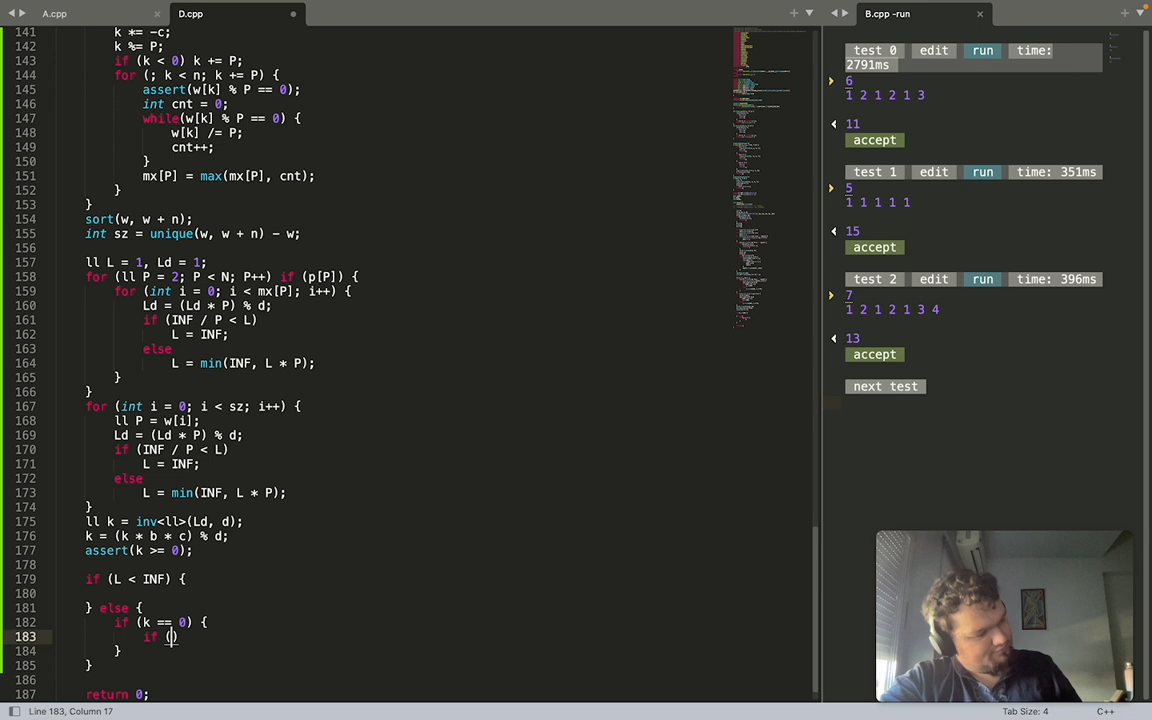 A.cpp
D.cpp
B.cpp -run
141 k *= -c;
142 k %= P;
143 if (k < 0) k += P;
144 for (; k < n; k += P) {
145 assert(w[k] % P == 0);
146 int cnt = 0;
147 while(w[k] % P == 0) {
148 w[k] /= P;
149 cnt++;
150 }
151 mx[P] = max(mx[P], cnt);
152 }
153 }
154 sort(w, w + n);
155 int sz = unique(w, w + n) - w;
156
157 ll L = 1, Ld = 1;
158 for (ll P = 2; P < N; P++) if (p[P]) {
159 for (int i = 0; i < mx[P]; i++) {
160 Ld = (Ld * P) % d;
161 if (INF / P < L)
162 L = INF;
163 else
164 L = min(INF, L * P);
165 }
166 }
167 for (int i = 0; i < sz; i++) {
168 ll P = w[i];
169 Ld = (Ld * P) % d;
170 if (INF / P < L)
171 L = INF;
172 else
173 L = min(INF, L * P);
174 }
175 ll k = inv<ll>(Ld, d);
176 k = (k * b * c) % d;
177 assert(k >= 0);
178
179 if (L < INF) {
180
181 } else {
182 if (k == 0) {
183 if ()
184 }
185 }
186
187 return 0;
test 0 edit run time: 
2791ms
6
1 2 1 2 1 3
11
accept
test 1 edit run time: 351ms
5
1 1 1 1 1
15
accept
test 2 edit run time: 396ms
7
1 2 1 2 1 3 4
13
accept
next test
Line 183, Column 17
Tab Size: 4
C++